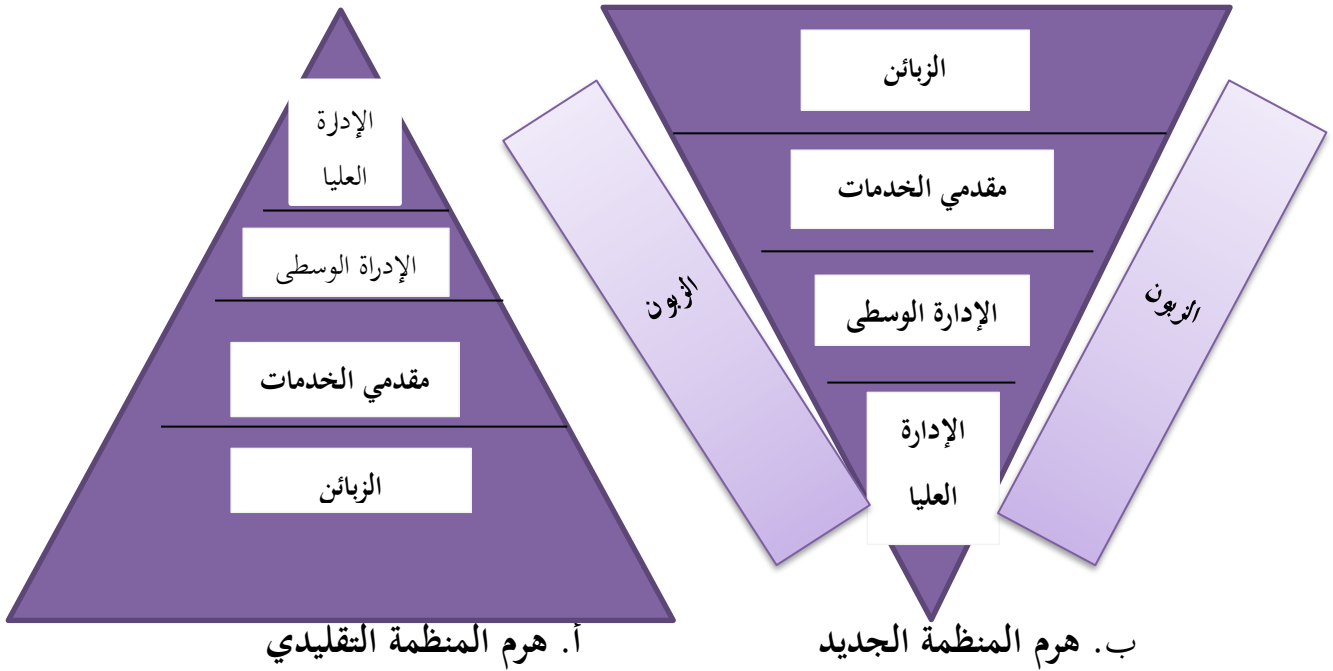 الإدارة
العليا
الإدراة الوسطى
مقدمي الخدمات
الزبائن
أ. هرم المنظمة التقليدي
الزبائن
مقدمي الخدمات
الإدارة الوسطى
الإدارة
العليا
الزبون
الزبون
ب. هرم المنظمة الجديد